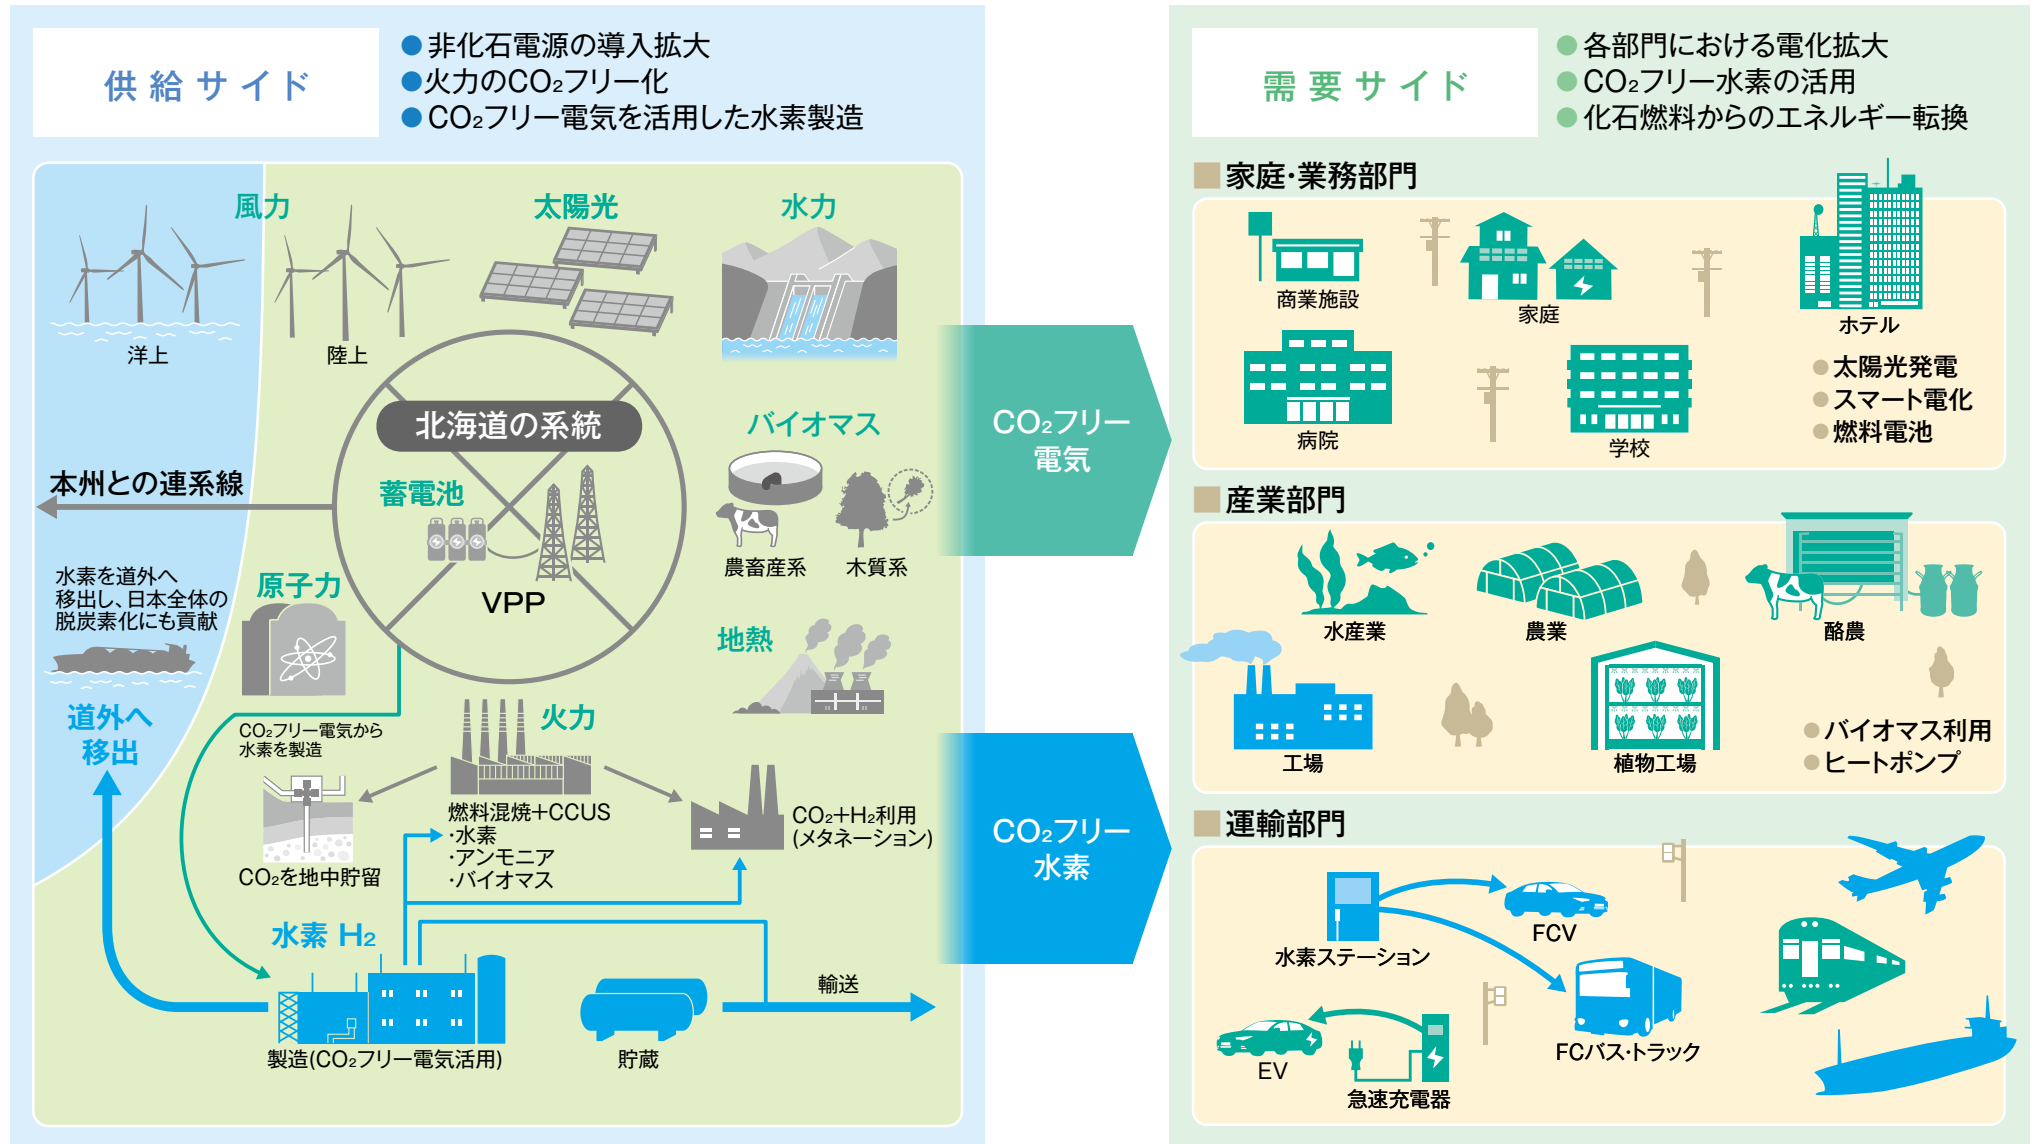 供給サイド
●非化石電源の導入拡大
●火力のCO₂フリー化
●CO₂フリー電気を活用した水素製造
風力
太陽光
水力
洋上
陸上
北海道の系統
蓄電池
VPP
バイオマス
農畜産系
木質系
本州との連系線
水素を道外へ
移出し、日本全体の
脱炭素化にも貢献
原子力
地熱
道外へ
移出
CO₂フリー電気から
水素を製造
火力
燃料混焼+CCUS
・水素
・アンモニア
・バイオマス
CO₂+H₂利用
(メタネーション)
CO₂を地中貯留
水素 H₂
輸送
製造(CO₂フリー電気活用)
貯蔵
CO₂フリー
電気
CO₂フリー
水素
需要サイド
●各部門における電化拡大
●CO₂フリー水素の活用
●化石燃料からのエネルギー転換
■家庭・業務部門
商業施設
家庭
ホテル
病院
学校
●太陽光発電
●スマート電化
●燃料電池
■産業部門
水産業
農業
酪農
工場
植物工場
●バイオマス利用
●ヒートポンプ
■運輸部門
水素ステーション
FCV
FCバス・トラック
EV
急速充電器